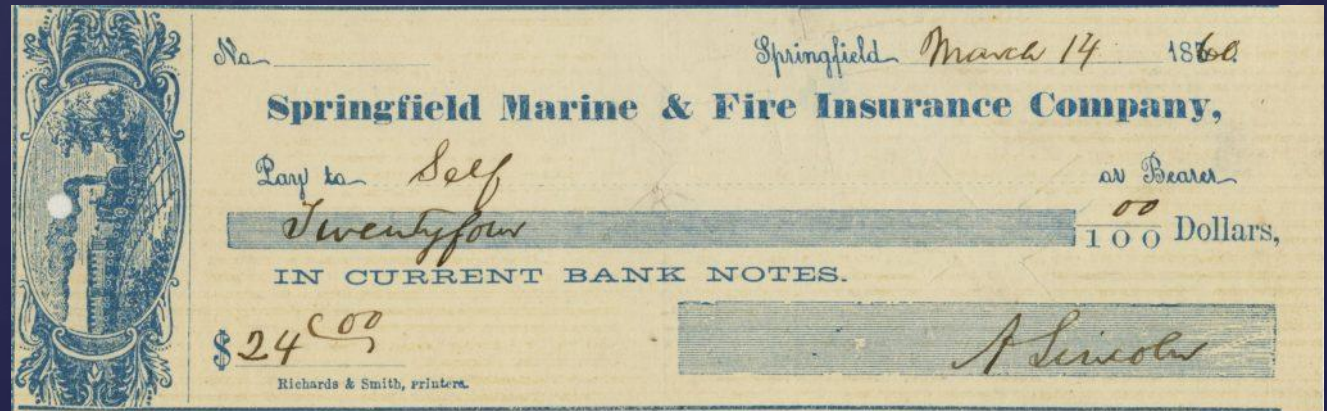 No. Springfield March 14 1860.
Springfield Marine & Fire Insurance Company,
Pay to Self or Bearer
Twentyfour 00/100 Dollars,
IN CURRENT BANK NOTES.
$24 00
Richards & Smith, printers.
A Lincoln